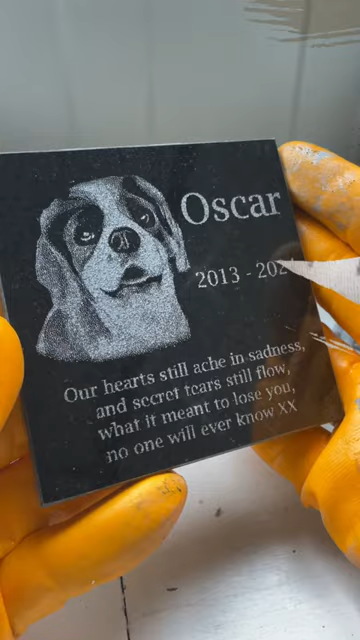 Oscar
2013 - 202
Our hearts still ache in sadness,
and secret tears still flow,
what it meant to lose you,
no one will ever know XX